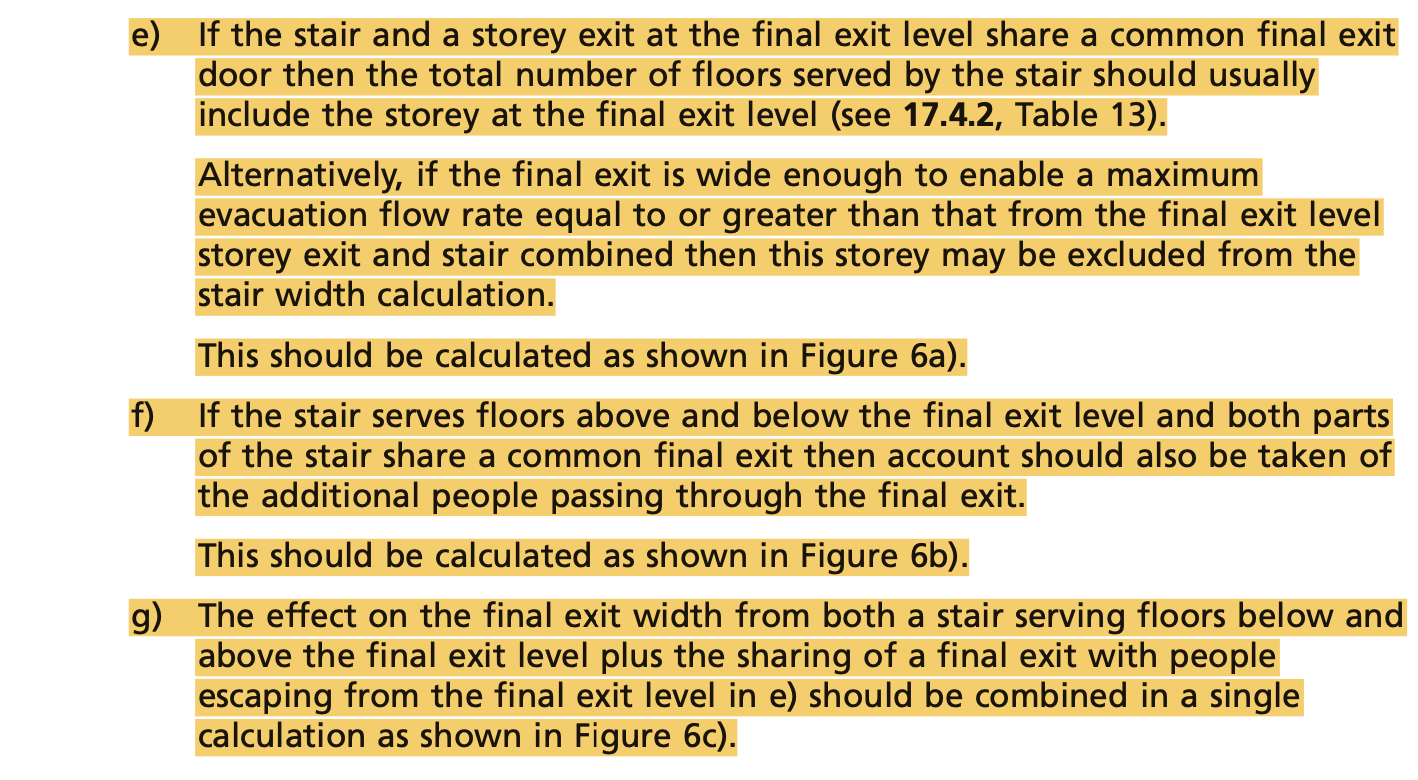 e) If the stair and a storey exit at the final exit level share a common final exit
door then the total number of floors served by the stair should usually
include the storey at the final exit level (see 17.4.2, Table 13).
Alternatively, if the final exit is wide enough to enable a maximum
evacuation flow rate equal to or greater than that from the final exit level
storey exit and stair combined then this storey may be excluded from the
stair width calculation.
This should be calculated as shown in Figure 6a).
f) If the stair serves floors above and below the final exit level and both parts
of the stair share a common final exit then account should also be taken of
the additional people passing through the final exit.
This should be calculated as shown in Figure 6b).
g) The effect on the final exit width from both a stair serving floors below and
above the final exit level plus the sharing of a final exit with people
escaping from the final exit level in e) should be combined in a single
calculation as shown in Figure 6c).